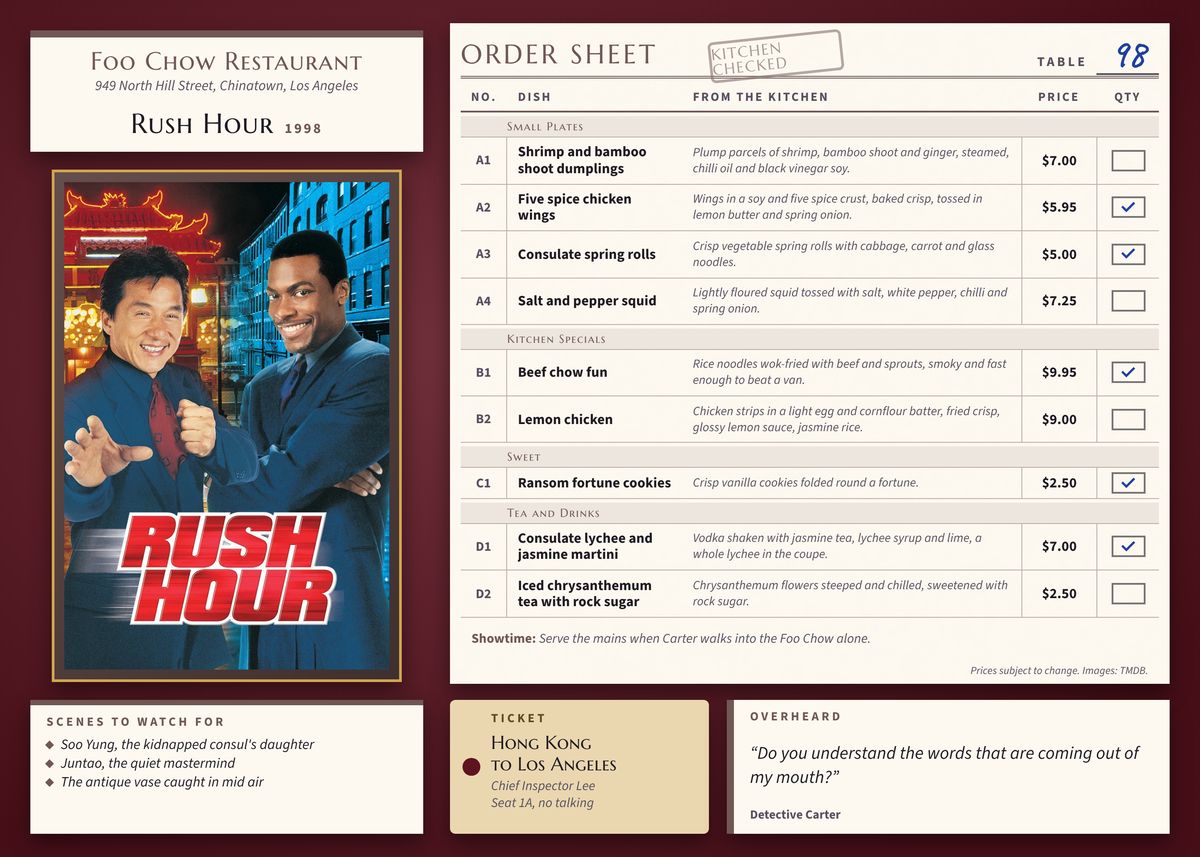 Foo Chow Restaurant
949 North Hill Street, Chinatown, Los Angeles
Rush Hour 1998
RUSH
HOUR
SCENES TO WATCH FOR
Soo Yung, the kidnapped consul's daughter
Juntao, the quiet mastermind
The antique vase caught in mid air
ORDER SHEET
KITCHEN
CHECKED
TABLE 98
NO. DISH FROM THE KITCHEN PRICE QTY
Small Plates
A1 Shrimp and bamboo shoot dumplings Plump parcels of shrimp, bamboo shoot and ginger, steamed, $7.00
chilli oil and black vinegar soy.
A2 Five spice chicken wings Wings in a soy and five spice crust, baked crisp, tossed in $5.95
lemon butter and spring onion.
A3 Consulate spring rolls Crisp vegetable spring rolls with cabbage, carrot and glass $5.00
noodles.
A4 Salt and pepper squid Lightly floured squid tossed with salt, white pepper, chilli and $7.25
spring onion.
Kitchen Specials
B1 Beef chow fun Rice noodles wok-fried with beef and sprouts, smoky and fast $9.95
enough to beat a van.
B2 Lemon chicken Chicken strips in a light egg and cornflour batter, fried crisp, $9.00
glossy lemon sauce, jasmine rice.
Sweet
C1 Ransom fortune cookies Crisp vanilla cookies folded round a fortune. $2.50
Tea and Drinks
D1 Consulate lychee and jasmine martini Vodka shaken with jasmine tea, lychee syrup and lime, a $7.00
whole lychee in the coupe.
D2 Iced chrysanthemum tea with rock sugar Chrysanthemum flowers steeped and chilled, sweetened with $2.50
rock sugar.
Showtime: Serve the mains when Carter walks into the Foo Chow alone.
Prices subject to change. Images: TMDB.
TICKET
Hong Kong
to Los Angeles
Chief Inspector Lee
Seat 1A, no talking
OVERHEARD
“Do you understand the words that are coming out of
my mouth?”
Detective Carter